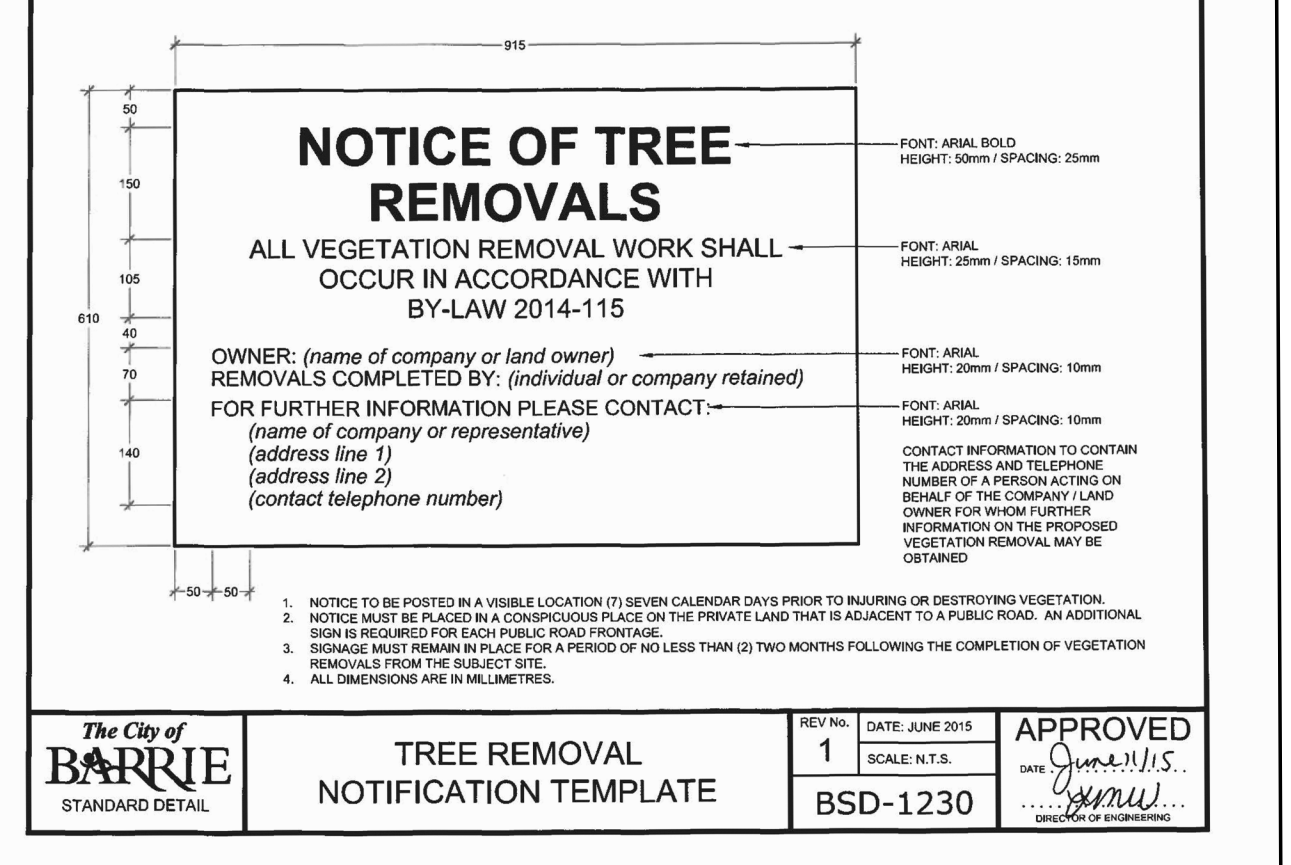 915
50
150
105
610
40
70
140
50 50
NOTICE OF TREE
REMOVALS
ALL VEGETATION REMOVAL WORK SHALL
OCCUR IN ACCORDANCE WITH
BY-LAW 2014-115
OWNER: (name of company or land owner)
REMOVALS COMPLETED BY: (individual or company retained)
FOR FURTHER INFORMATION PLEASE CONTACT:
(name of company or representative)
(address line 1)
(address line 2)
(contact telephone number)
FONT: ARIAL BOLD
HEIGHT: 50mm / SPACING: 25mm
FONT: ARIAL
HEIGHT: 25mm / SPACING: 15mm
FONT: ARIAL
HEIGHT: 20mm / SPACING: 10mm
FONT: ARIAL
HEIGHT: 20mm / SPACING: 10mm
CONTACT INFORMATION TO CONTAIN
THE ADDRESS AND TELEPHONE
NUMBER OF A PERSON ACTING ON
BEHALF OF THE COMPANY / LAND
OWNER FOR WHOM FURTHER
INFORMATION ON THE PROPOSED
VEGETATION REMOVAL MAY BE
OBTAINED
1. NOTICE TO BE POSTED IN A VISIBLE LOCATION (7) SEVEN CALENDAR DAYS PRIOR TO INJURING OR DESTROYING VEGETATION.
2. NOTICE MUST BE PLACED IN A CONSPICUOUS PLACE ON THE PRIVATE LAND THAT IS ADJACENT TO A PUBLIC ROAD. AN ADDITIONAL
SIGN IS REQUIRED FOR EACH PUBLIC ROAD FRONTAGE.
3. SIGNAGE MUST REMAIN IN PLACE FOR A PERIOD OF NO LESS THAN (2) TWO MONTHS FOLLOWING THE COMPLETION OF VEGETATION
REMOVALS FROM THE SUBJECT SITE.
4. ALL DIMENSIONS ARE IN MILLIMETRES.
The City of
BARRIE
STANDARD DETAIL
TREE REMOVAL
NOTIFICATION TEMPLATE
REV No.
1
DATE: JUNE 2015
SCALE: N.T.S.
BSD-1230
APPROVED
DATE June 11/15
DIRECTOR OF ENGINEERING